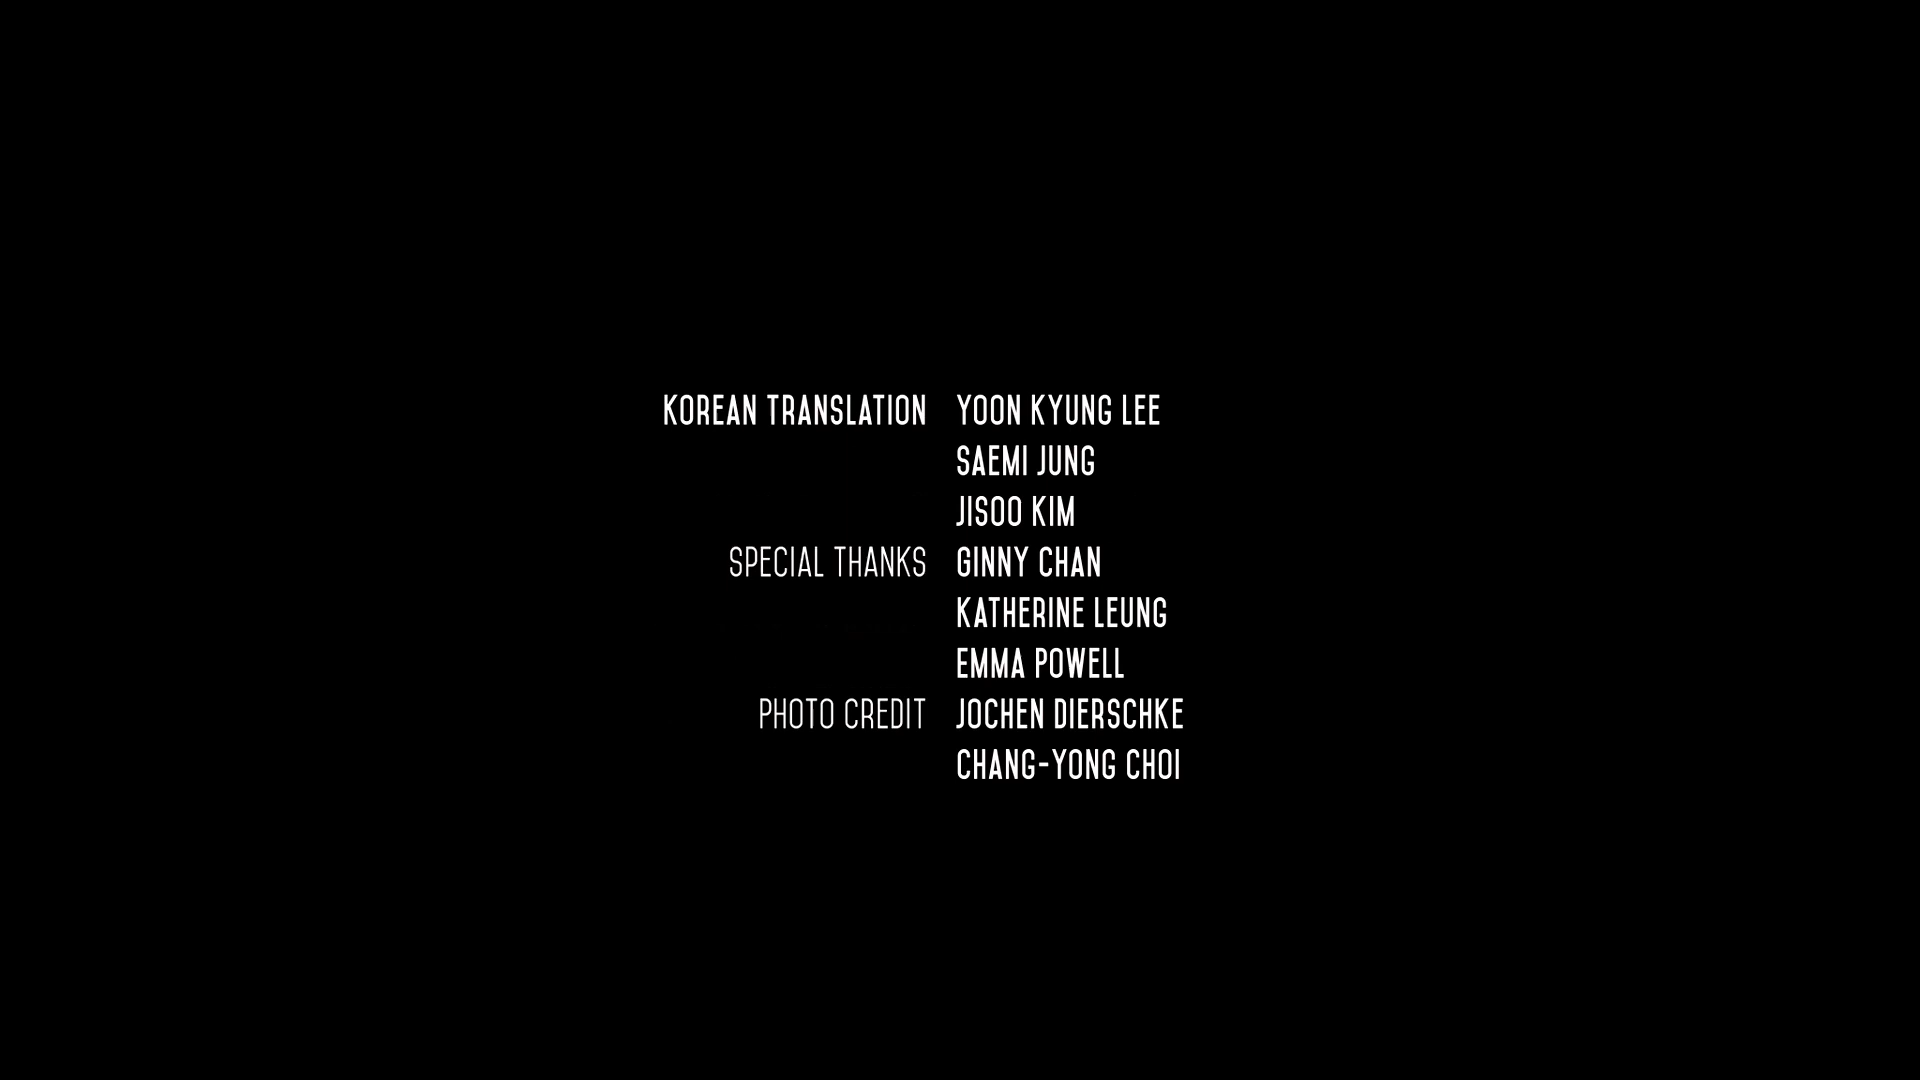 KOREAN TRANSLATION YOON KYUNG LEE
SAEMI JUNG
JISOO KIM
SPECIAL THANKS GINNY CHAN
KATHERINE LEUNG
EMMA POWELL
PHOTO CREDIT JOCHEN DIERSCHKE
CHANG-YONG CHOI